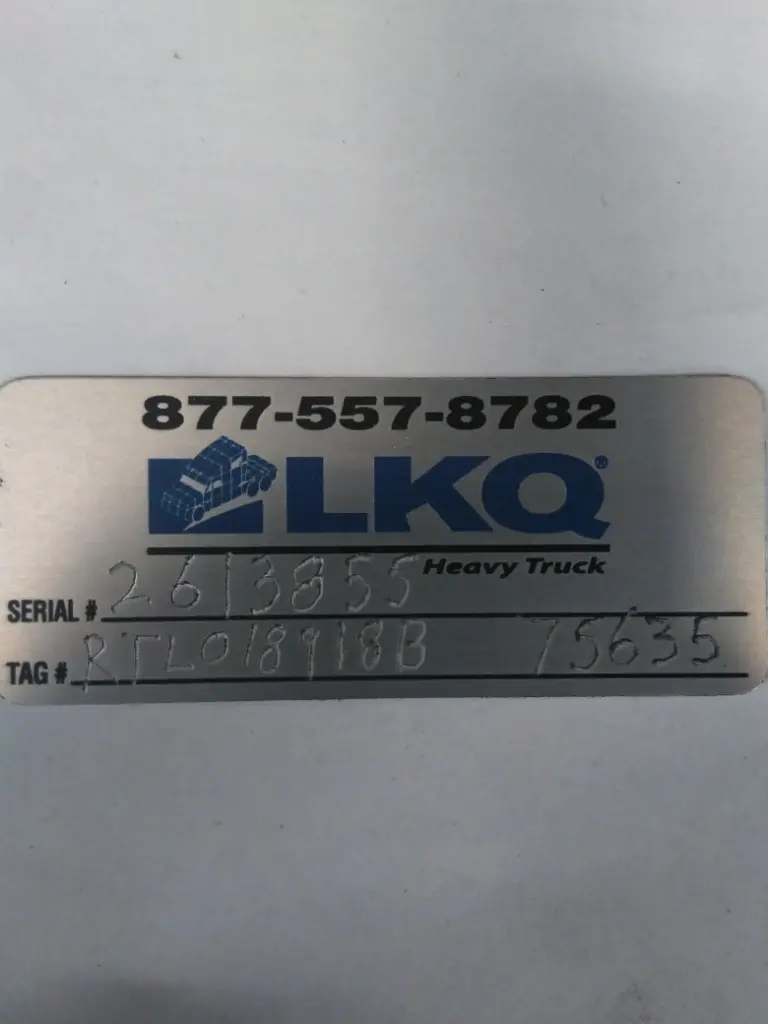 877-557-8782
LKQ®
Heavy Truck
SERIAL # 2613855
TAG # RTL018918B 75635